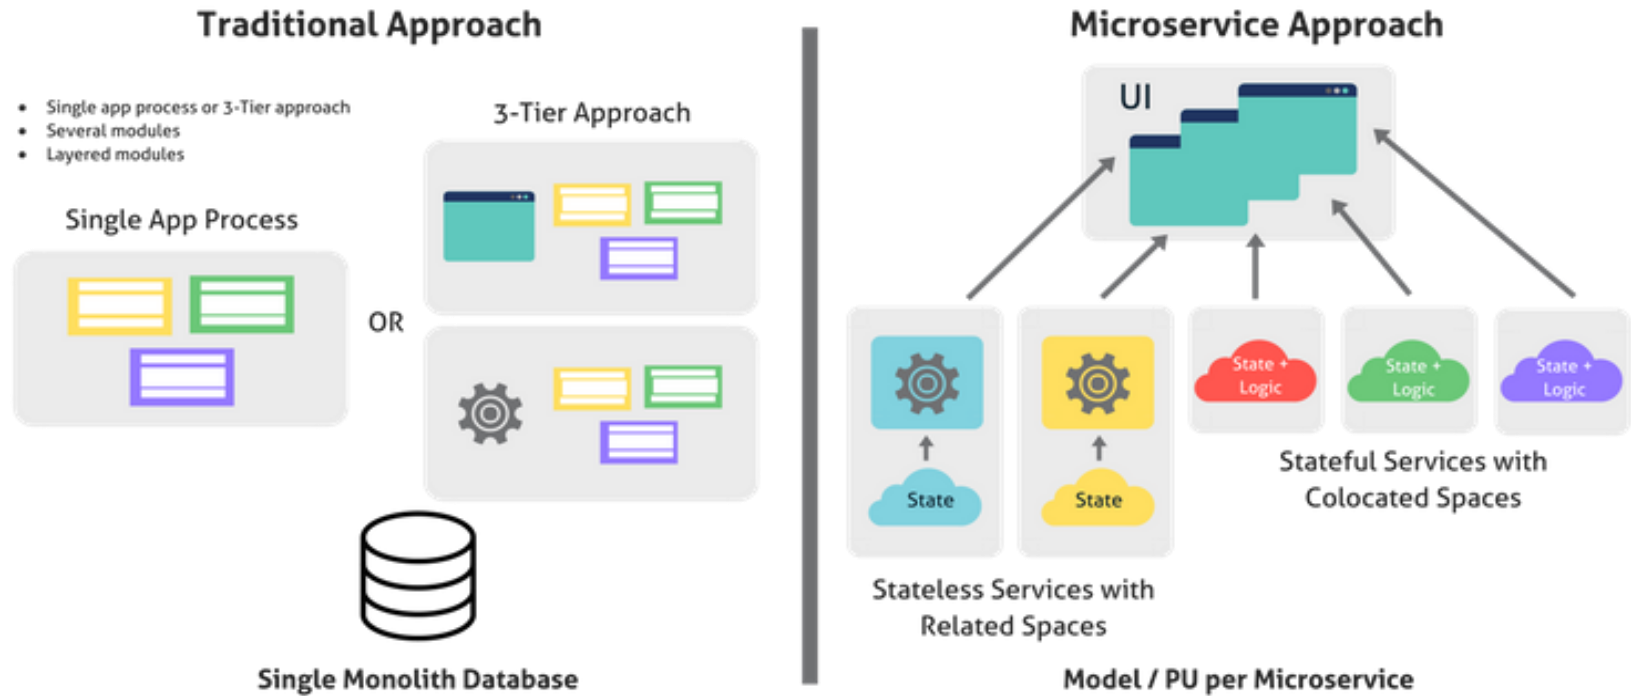 Traditional Approach
• Single app process or 3-Tier approach
• Several modules
• Layered modules
3-Tier Approach
Single App Process
OR
Single Monolith Database
Microservice Approach
UI
State
State
State +
Logic
State +
Logic
State +
Logic
Stateful Services with
Colocated Spaces
Stateless Services with
Related Spaces
Model / PU per Microservice